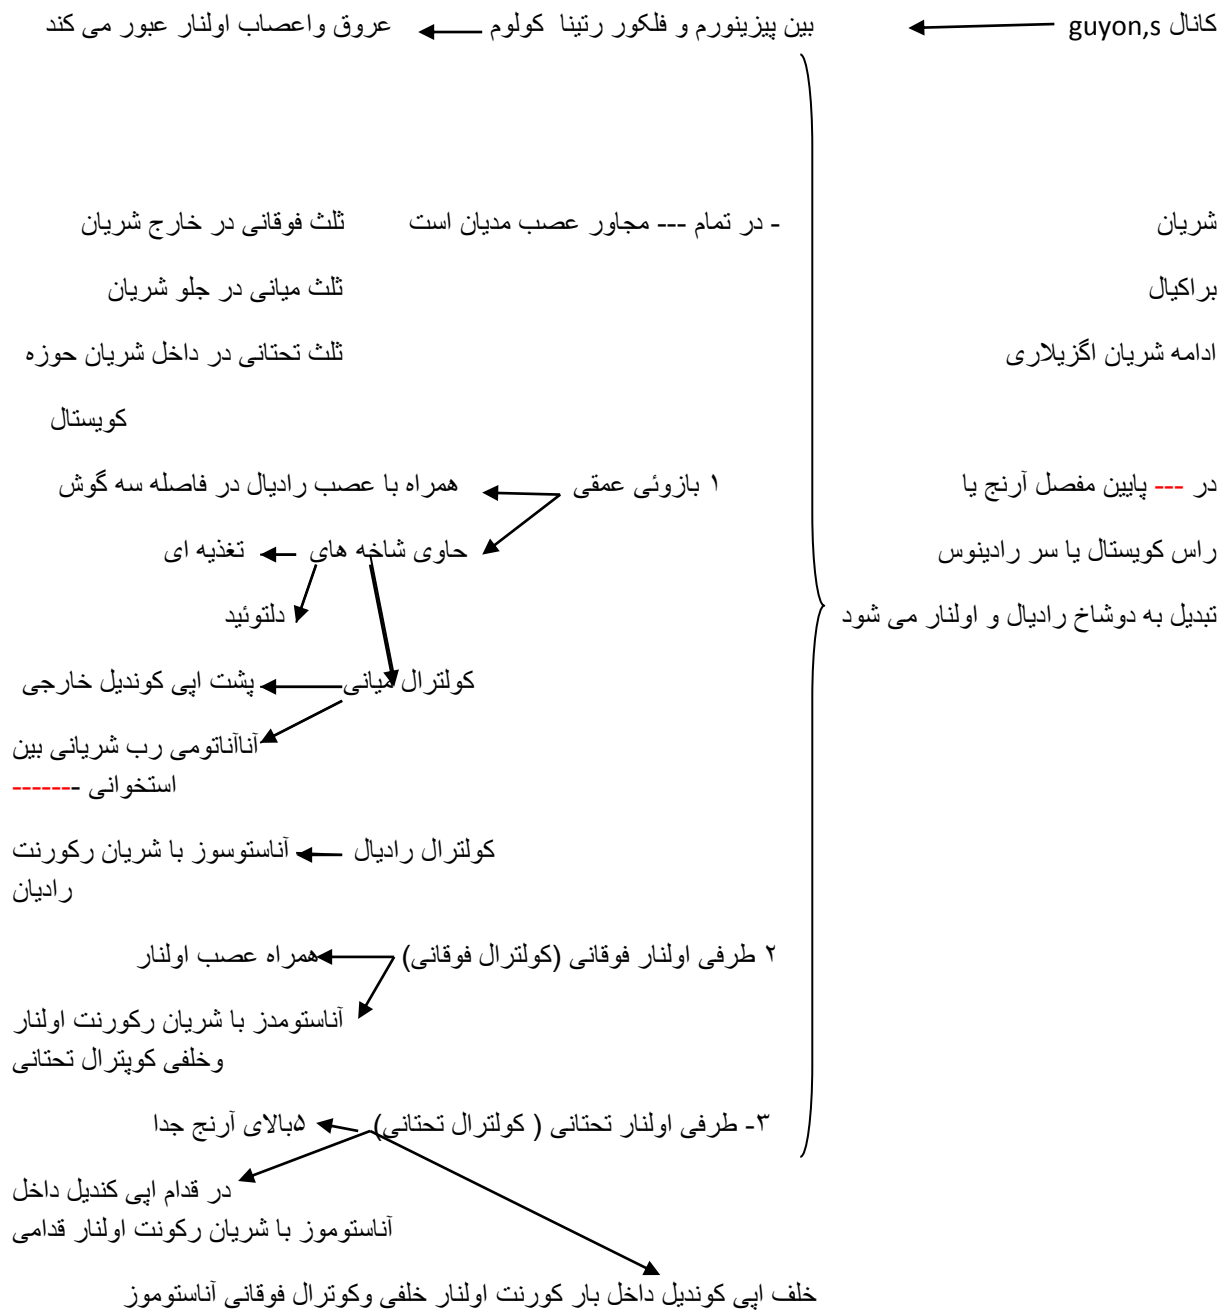 کانال guyon,s بین پیزینورم و فلکور رتینا کولوم عروق واعصاب اولنار عبور می کند
شریان - در تمام --- مجاور عصب مدیان است ثلث فوقانی در خارج شریان
براکیال ثلث میانی در جلو شریان
ادامه شریان اگزیلاری ثلث تحتانی در داخل شریان حوزه
کوبیستال
در --- پایین مفصل آرنج یا ۱ بازوئی عمقی همراه با عصب رادیال در فاصله سه گوش
راس کوبیستال یا سر رادینوس حاوی شاخه های تغذیه ای
تبدیل به دوشاخ رادیال و اولنار می شود دلتوئید
کولترال میانی پشت اپی کوندیل خارجی
آناآناتومی رب شریانی بین
استخوانی -------
کولترال رادیال آناستوسوز با شریان رکورنت
رادیان
۲ طرفی اولنار فوقانی (کولترال فوقانی) همراه عصب اولنار
آناستومدز با شریان رکورنت اولنار
وخلفی کوپترال تحتانی
۳- طرفی اولنار تحتانی ( کولترال تحتانی) ۵بالای آرنج جدا
در قدام اپی کندیل داخل
آناستوموز با شریان رکونت اولنار قدامی
خلف اپی کوندیل داخل بار کورنت اولنار خلفی وکوترال فوقانی آناستوموز